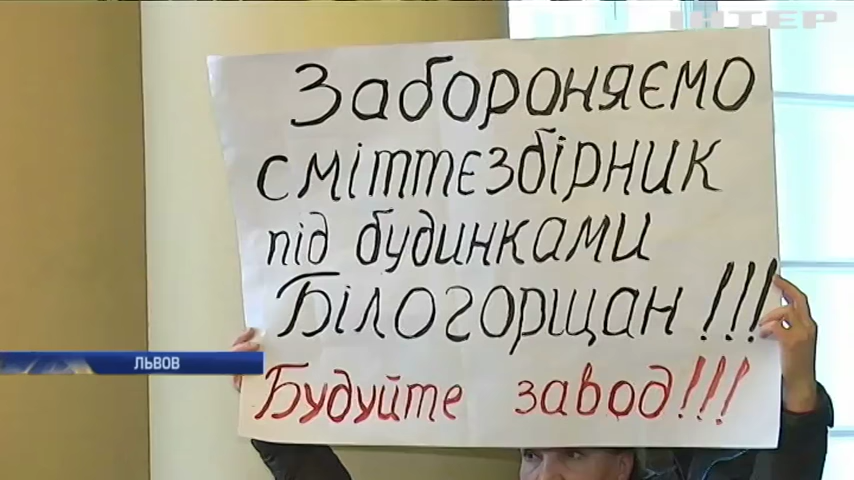 ІНТЕР
Забороняємо
сміттєзбірник
під будинками
Білогорщан!!!
Будуйте завод!!!
ЛЬВОВ